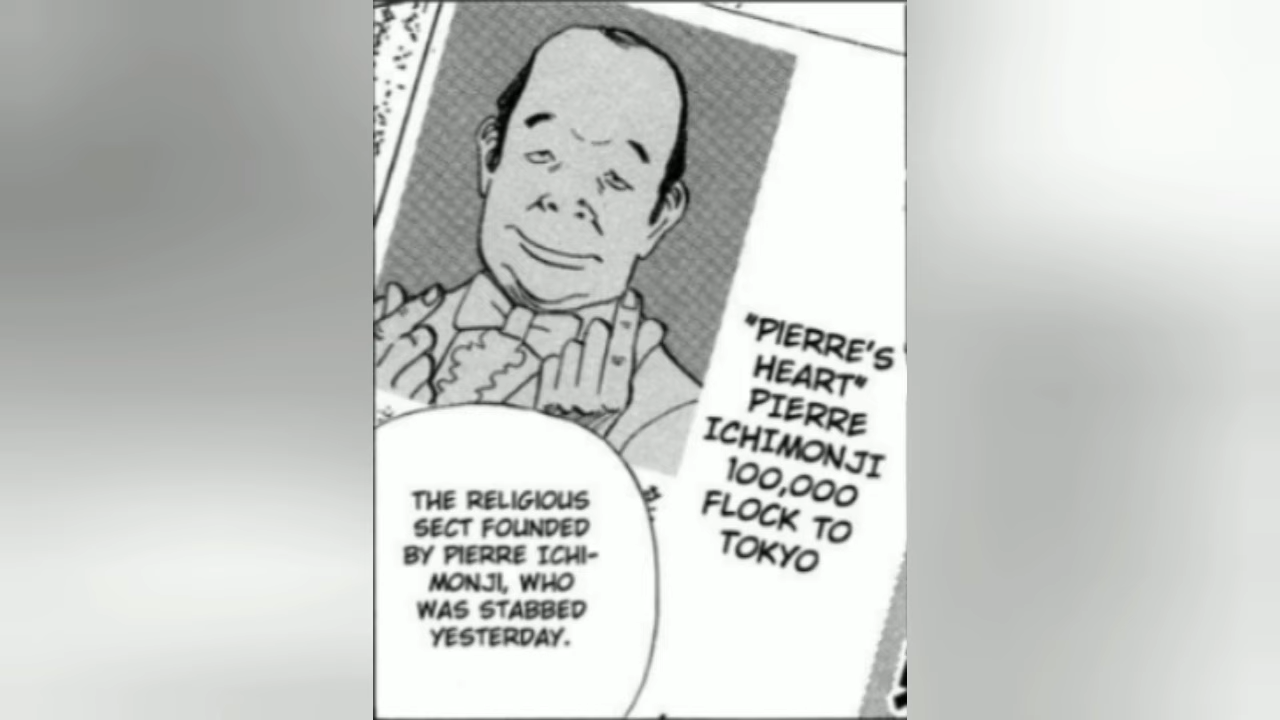 "PIERRE'S
HEART"
PIERRE
ICHIMONJI
100,000
FLOCK TO
TOKYO
THE RELIGIOUS
SECT FOUNDED
BY PIERRE ICHI-
MONJI, WHO
WAS STABBED
YESTERDAY.